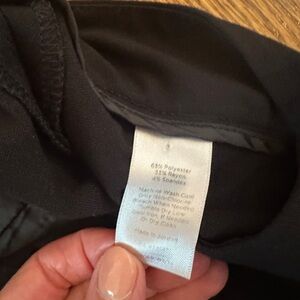 63% Polyester
33% Rayon
4% Spandex
Machine Wash Cold
Only Non-Chlorine
Bleach When Needed
Tumble Dry Low
Cool Iron, If Needed
Or Dry Clean
Made In Jordan